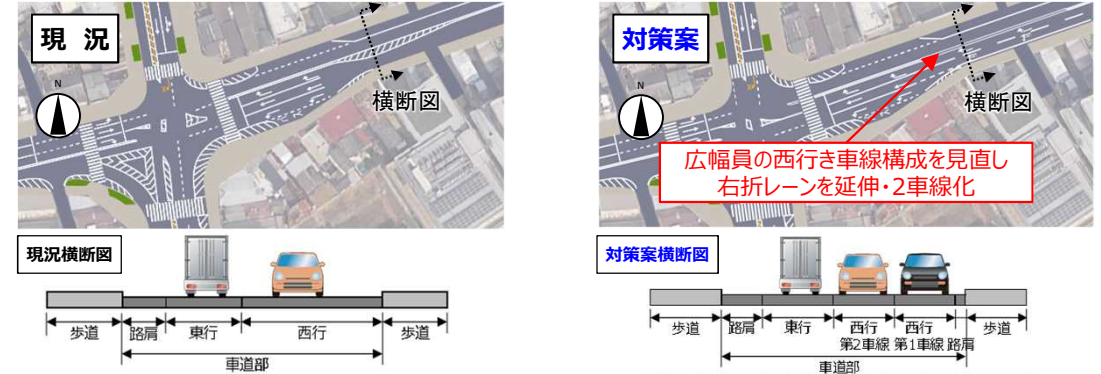 現 況
N
横断図
現況横断図
歩道
路肩
東行
西行
歩道
車道部
対策案
N
横断図
広幅員の西行き車線構成を見直し
右折レーンを延伸・2車線化
対策案横断図
歩道
路肩
東行
西行
第2車線
西行
第1車線
路肩
歩道
車道部